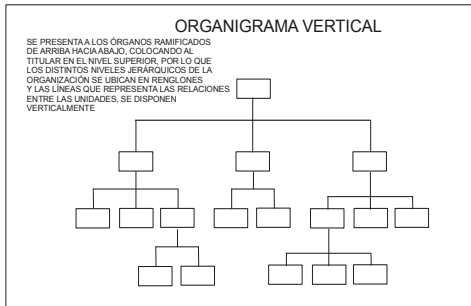 ORGANIGRAMA VERTICAL
SE PRESENTA A LOS ÓRGANOS RAMIFICADOS
DE ARRIBA HACIA ABAJO, COLOCANDO AL
TITULAR EN EL NIVEL SUPERIOR, POR LO QUE
LOS DISTINTOS NIVELES JERÁRQUICOS DE LA
ORGANIZACIÓN SE UBICAN EN RENGLONES
Y LAS LÍNEAS QUE REPRESENTA LAS RELACIONES
ENTRE LAS UNIDADES, SE DISPONEN
VERTICALMENTE